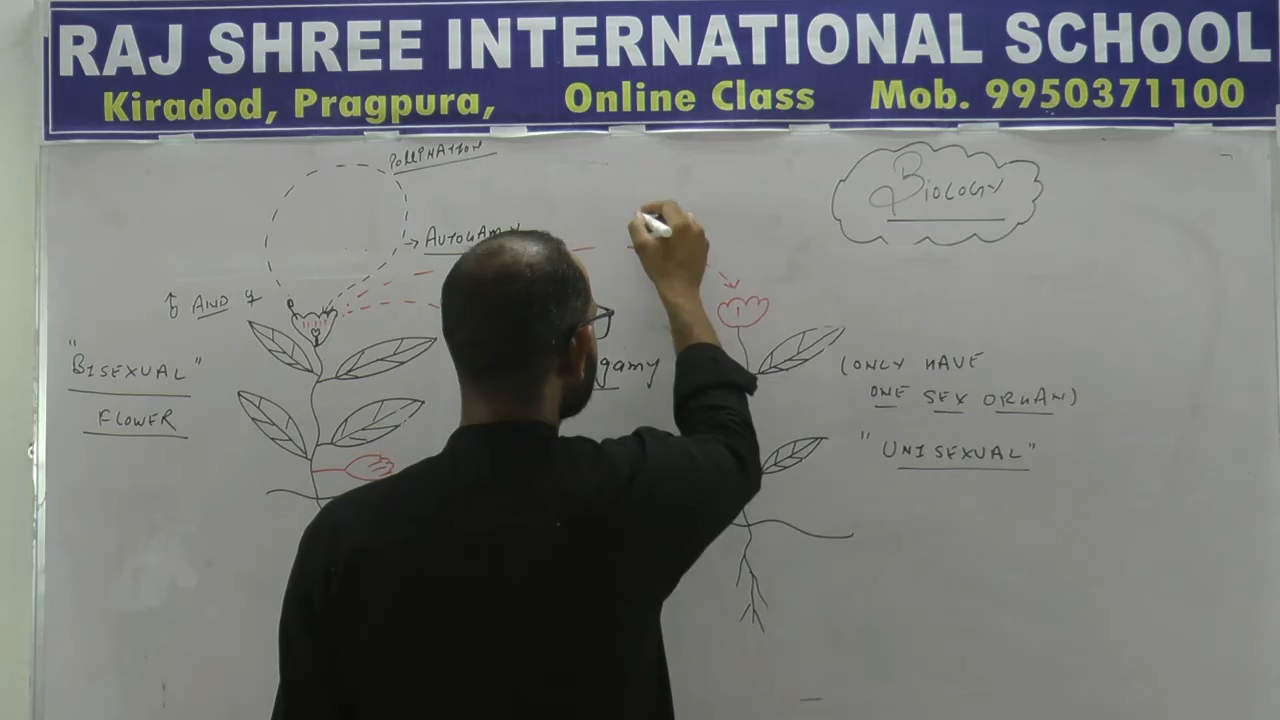 RAJ SHREE INTERNATIONAL SCHOOL
Kiradod, Pragpura, Online Class Mob. 9950371100
POLLINATION
BIOLOGY
AUTOGAMY
AND
"BISEXUAL"
FLOWER
gamy
(ONLY HAVE
ONE SEX ORGAN)
"UNISEXUAL"